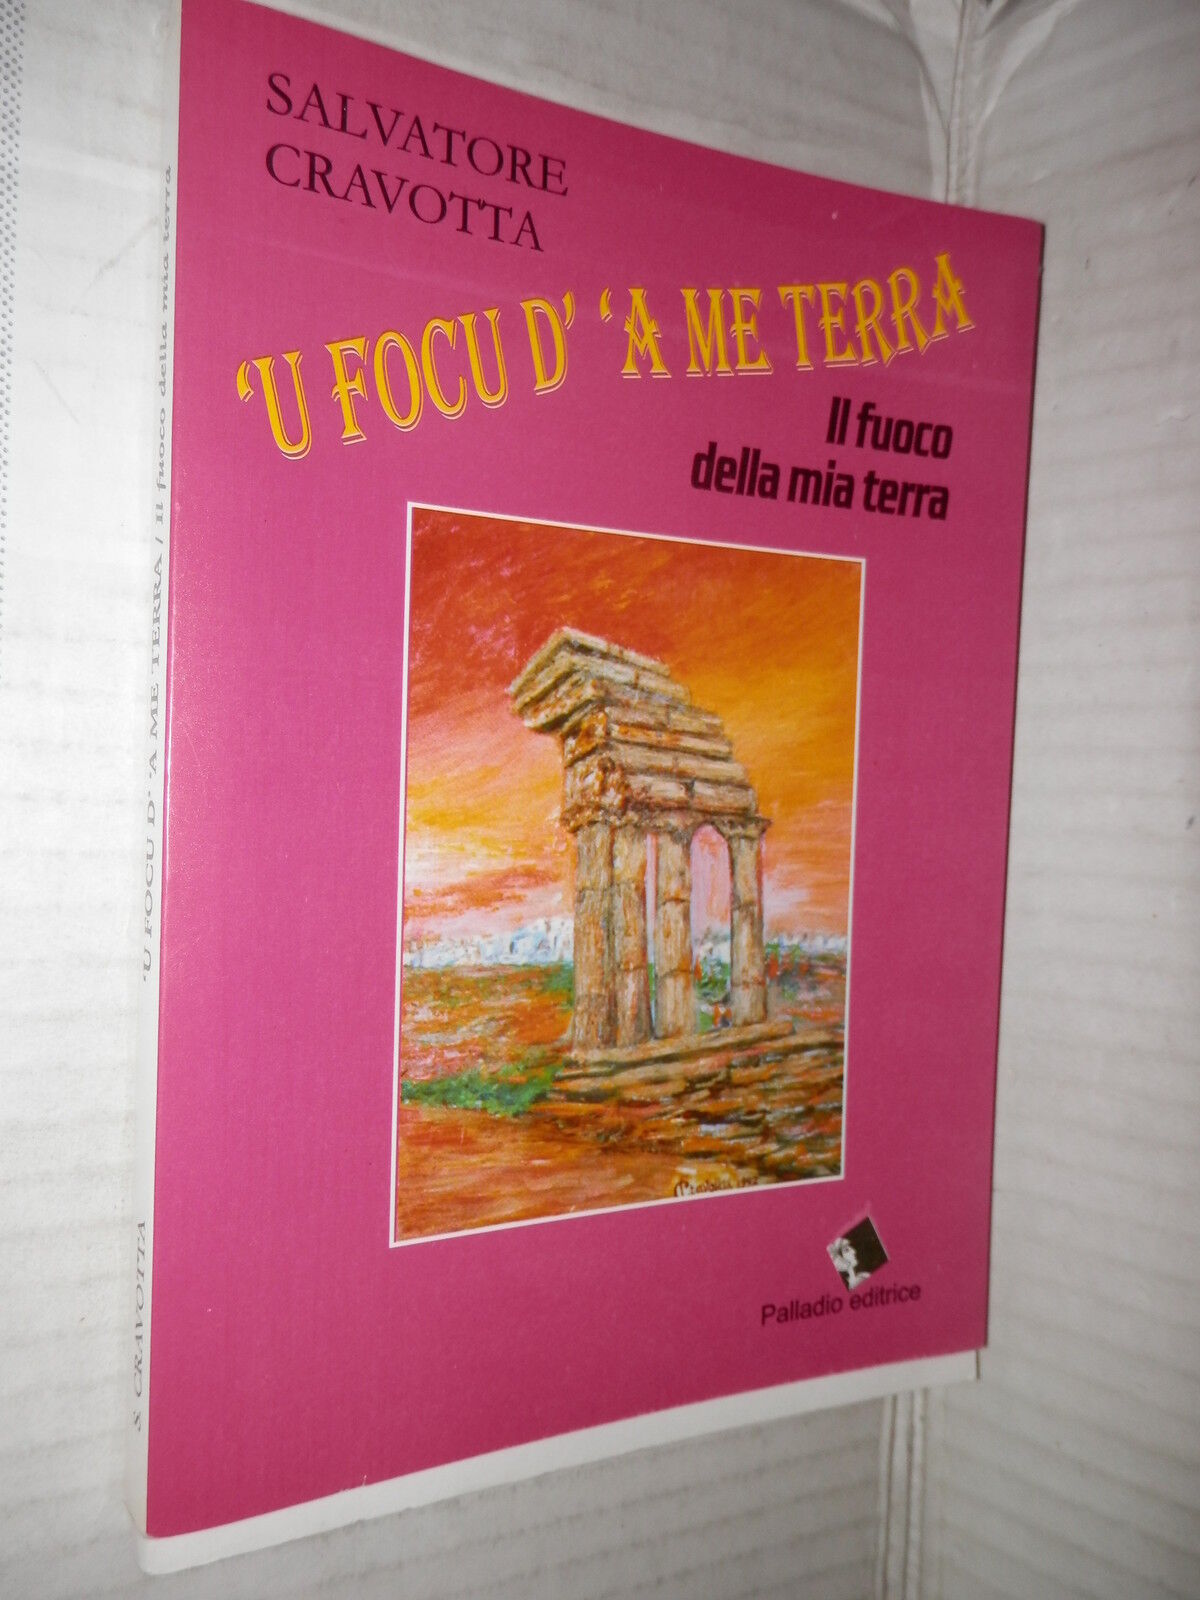 SALVATORE
CRAVOTTA
'U FOCU D' 'A ME TERRA
Il fuoco
della mia terra
Palladio editrice
S. CRAVOTTA 'U FOCU D' 'A ME TERRA / Il fuoco della mia terra